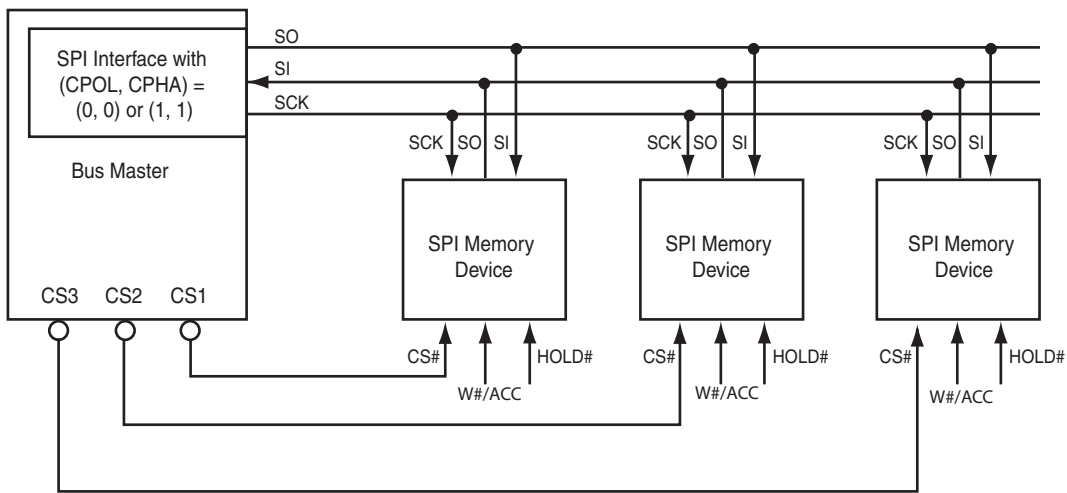 SPI Interface with
(CPOL, CPHA) =
(0, 0) or (1, 1)
Bus Master
SO
SI
SCK
SCK SO SI
SCK SO SI
SCK SO SI
SPI Memory
Device
SPI Memory
Device
SPI Memory
Device
CS3 CS2 CS1
CS# HOLD#
W#/ACC
CS# HOLD#
W#/ACC
CS# HOLD#
W#/ACC